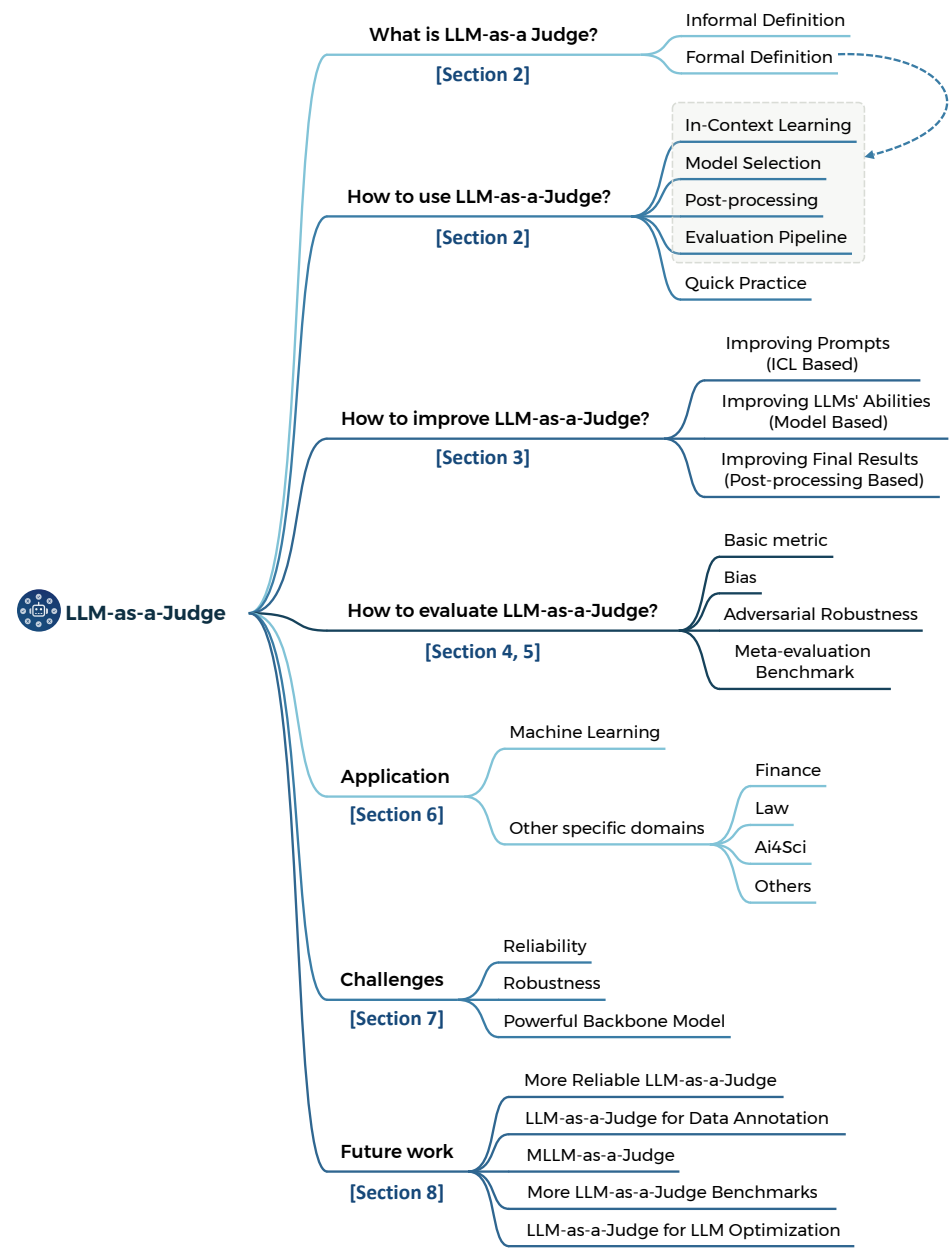 What is LLM-as-a Judge?
[Section 2]
Informal Definition
Formal Definition
How to use LLM-as-a-Judge?
[Section 2]
In-Context Learning
Model Selection
Post-processing
Evaluation Pipeline
Quick Practice
How to improve LLM-as-a-Judge?
[Section 3]
Improving Prompts
(ICL Based)
Improving LLMs' Abilities
(Model Based)
Improving Final Results
(Post-processing Based)
LLM-as-a-Judge
How to evaluate LLM-as-a-Judge?
[Section 4, 5]
Basic metric
Bias
Adversarial Robustness
Meta-evaluation
Benchmark
Application
[Section 6]
Machine Learning
Other specific domains
Finance
Law
Ai4Sci
Others
Challenges
[Section 7]
Reliability
Robustness
Powerful Backbone Model
Future work
[Section 8]
More Reliable LLM-as-a-Judge
LLM-as-a-Judge for Data Annotation
MLLM-as-a-Judge
More LLM-as-a-Judge Benchmarks
LLM-as-a-Judge for LLM Optimization